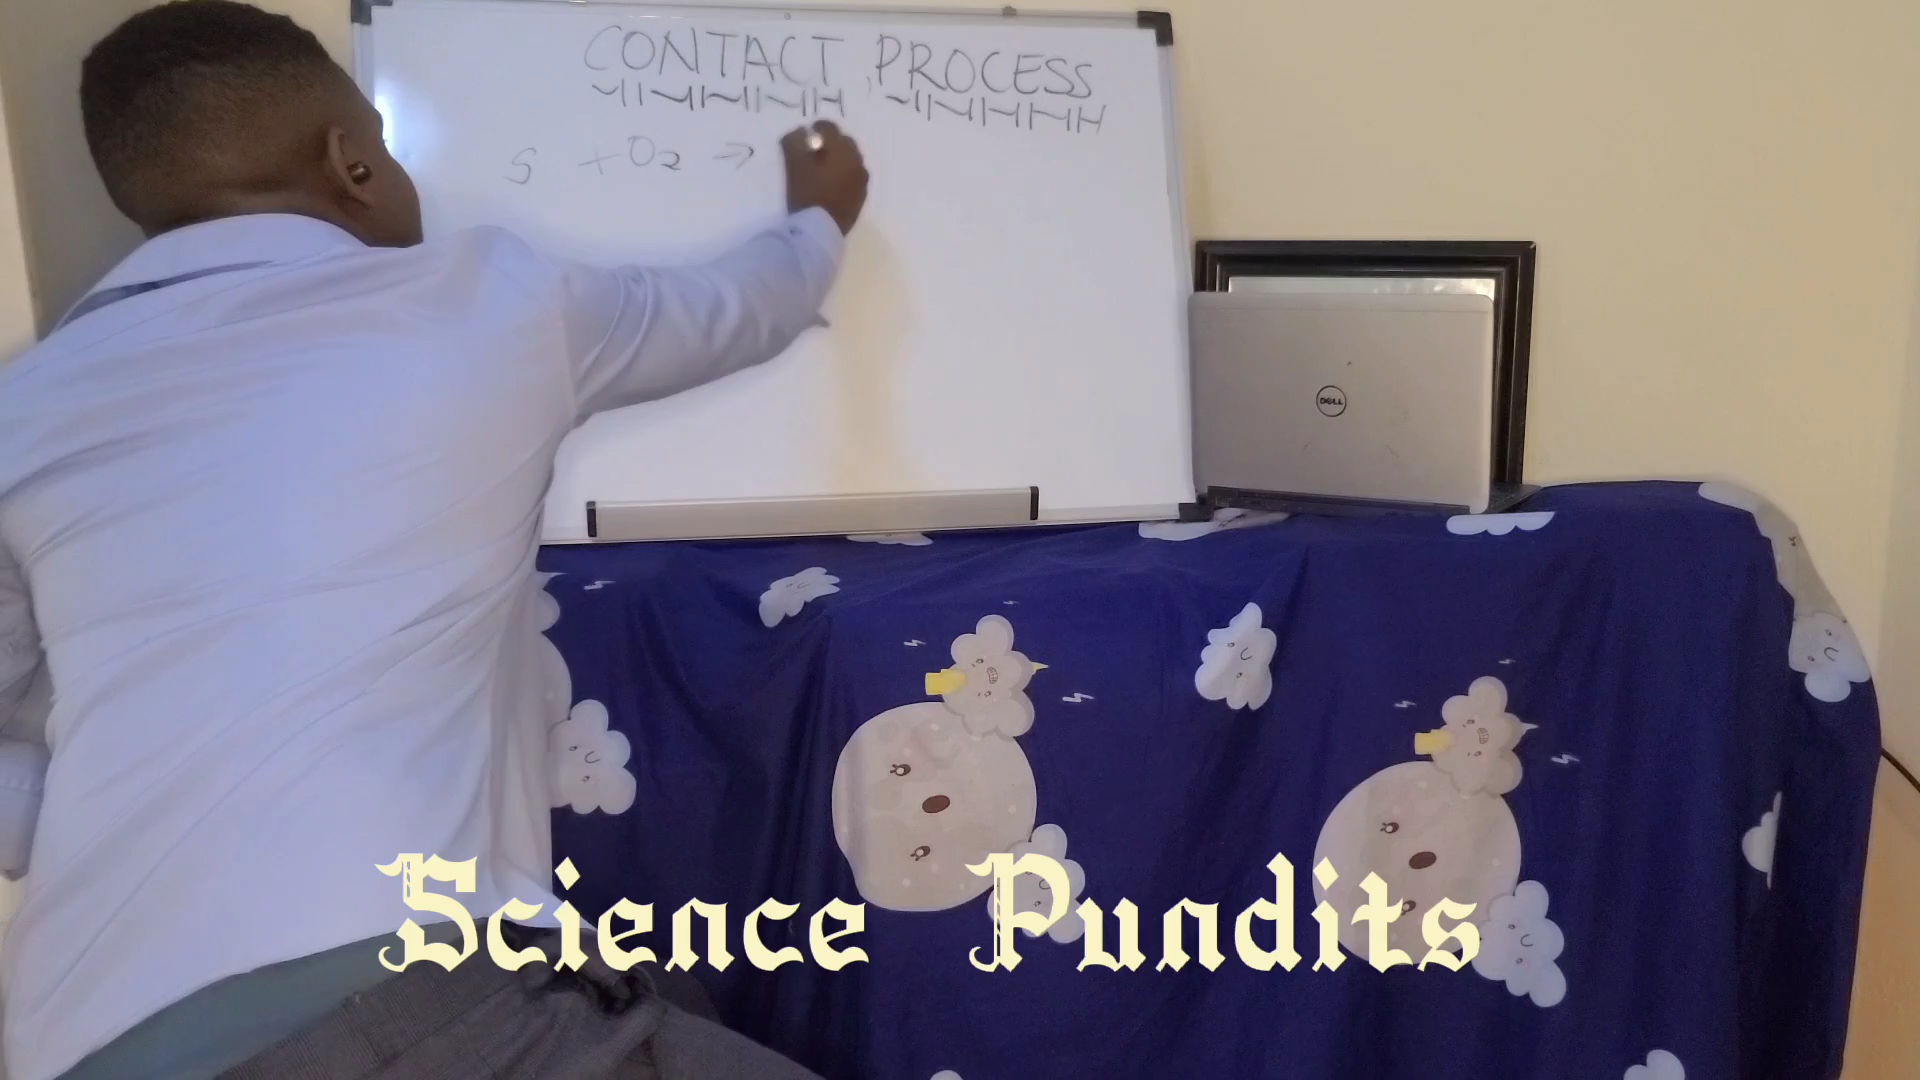 CONTACT PROCESS
S + O₂ →
DELL
Science Pundits